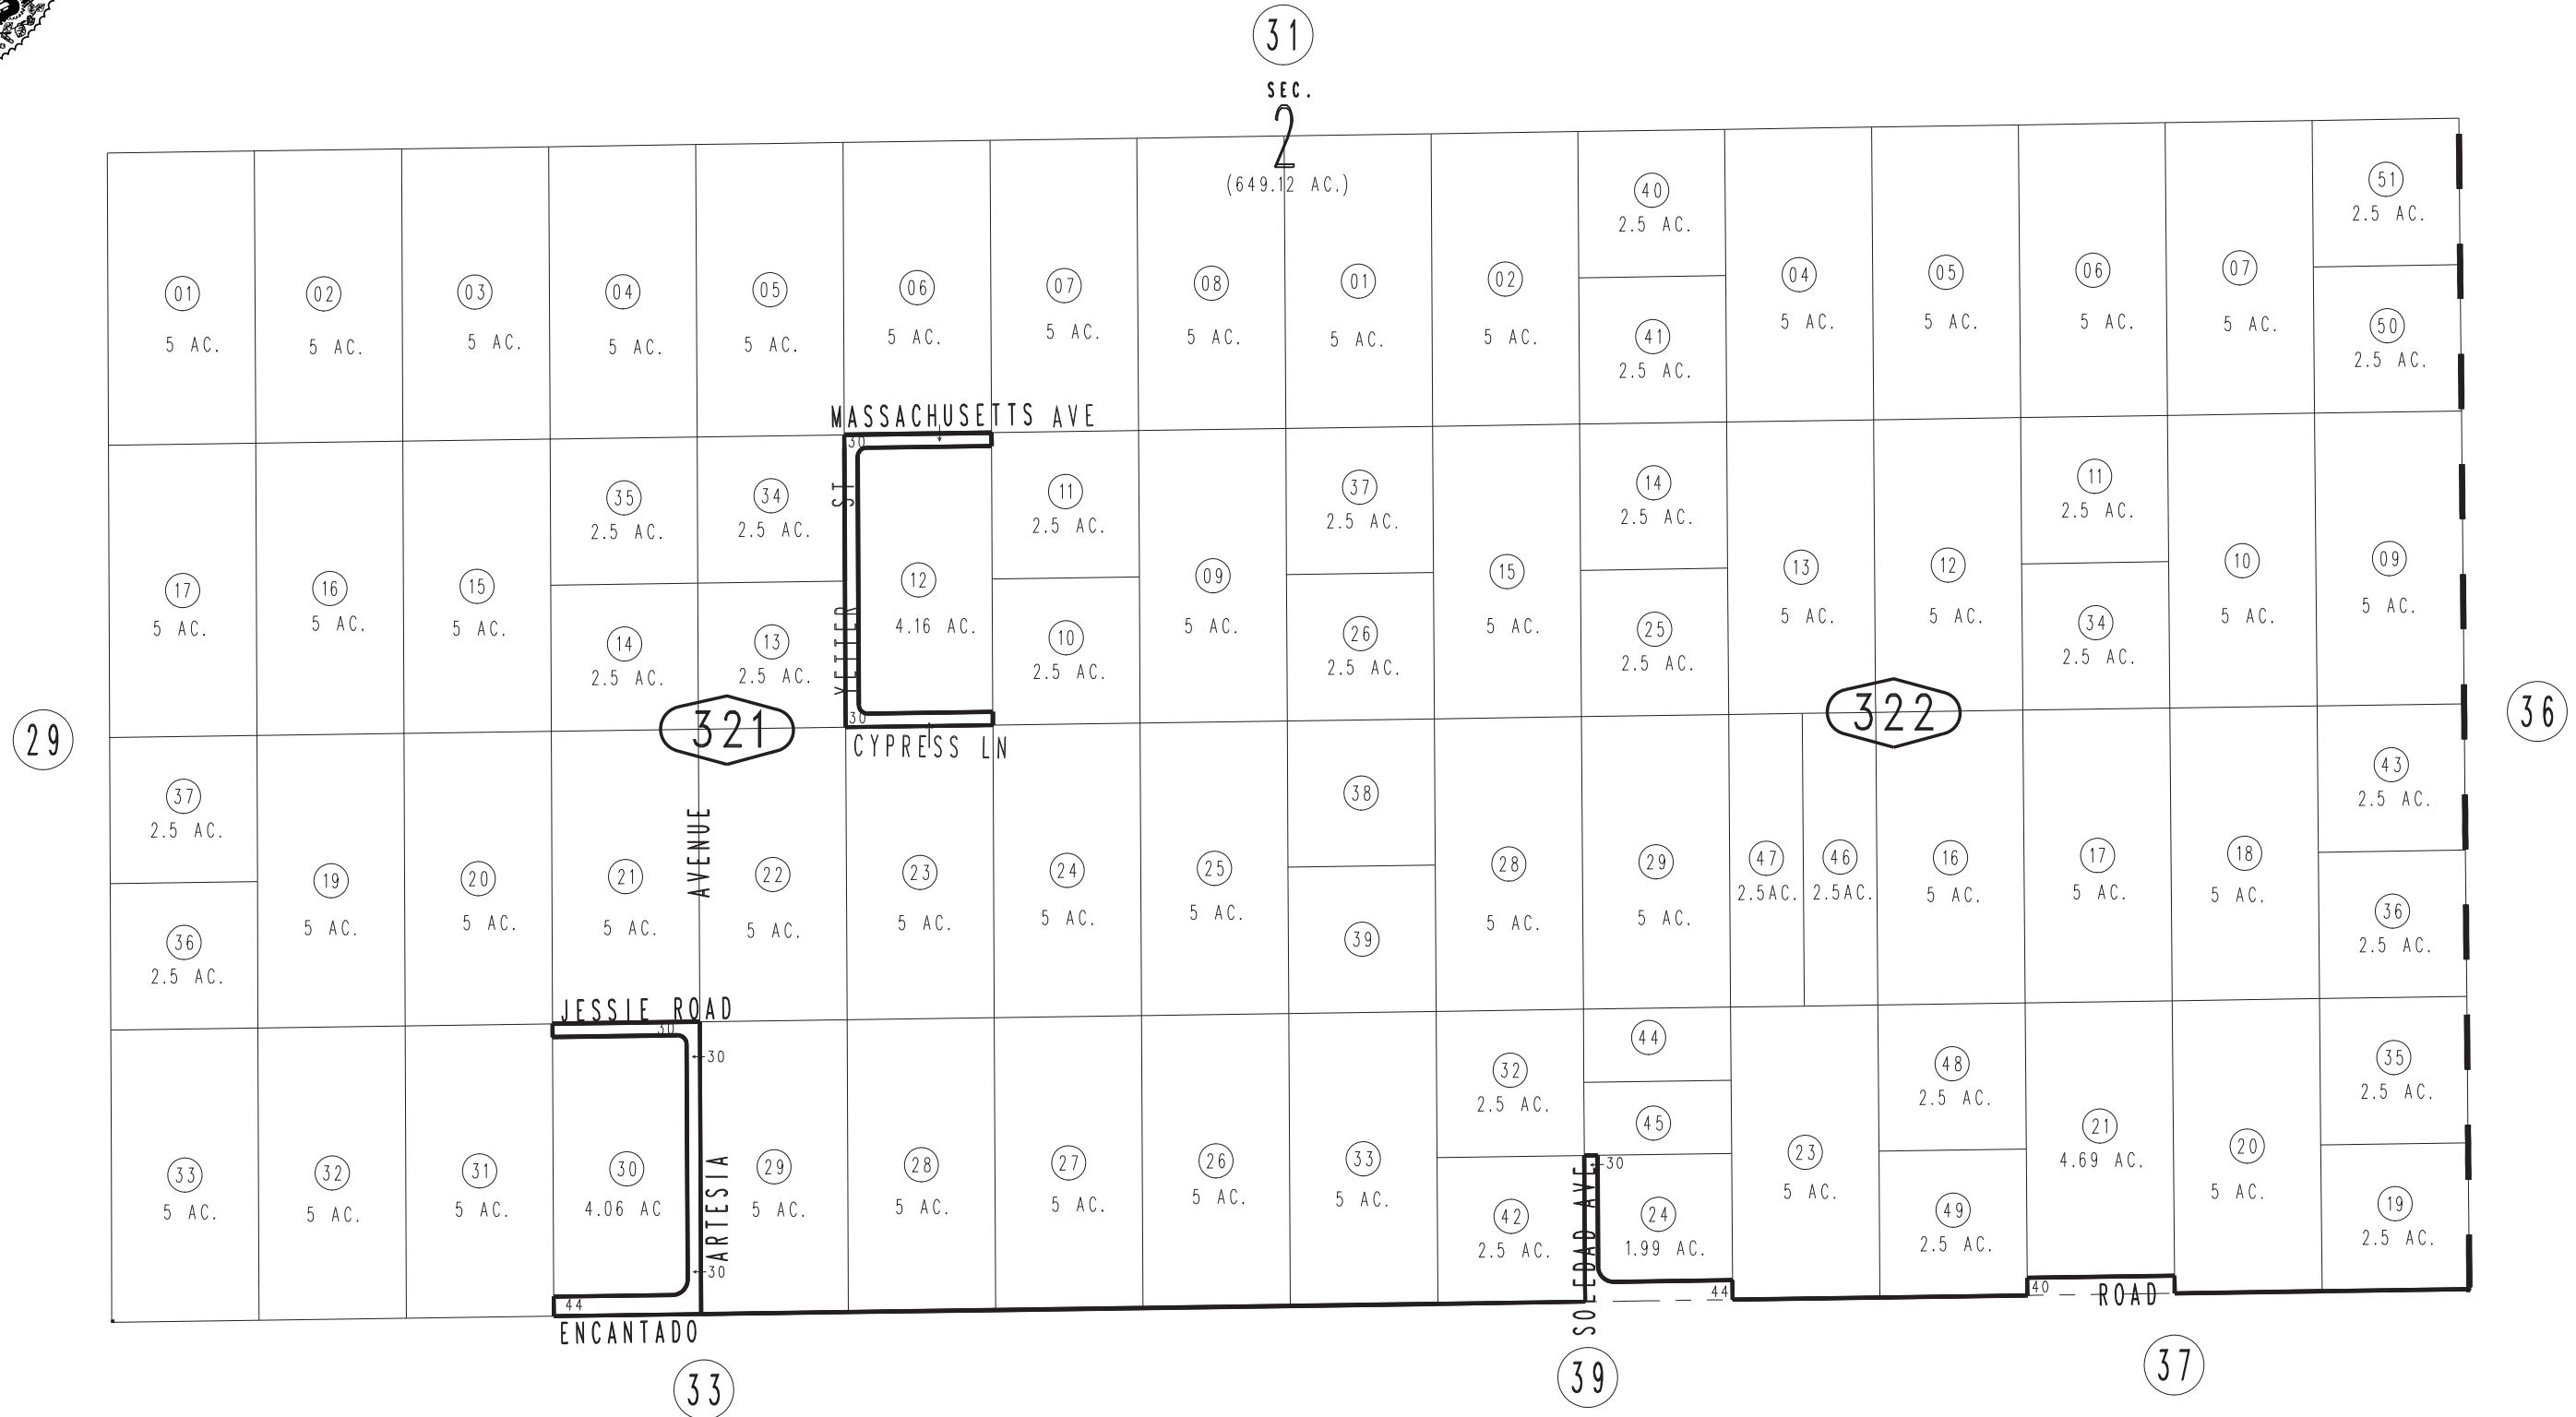 31
SEC.
2
(649.12 AC.)
01
5 AC.
02
5 AC.
03
5 AC.
04
5 AC.
05
5 AC.
06
5 AC.
07
5 AC.
08
5 AC.
01
5 AC.
02
5 AC.
40
2.5 AC.
41
2.5 AC.
04
5 AC.
05
5 AC.
06
5 AC.
07
5 AC.
51
2.5 AC.
50
2.5 AC.
MASSACHUSETTS AVE
30
17
5 AC.
16
5 AC.
15
5 AC.
35
2.5 AC.
14
2.5 AC.
34
2.5 AC.
13
2.5 AC.
VETTER ST
12
4.16 AC.
30
11
2.5 AC.
10
2.5 AC.
09
5 AC.
37
2.5 AC.
26
2.5 AC.
15
5 AC.
14
2.5 AC.
25
2.5 AC.
13
5 AC.
12
5 AC.
11
2.5 AC.
34
2.5 AC.
10
5 AC.
09
5 AC.
29
321
CYPRESS LN
322
36
37
2.5 AC.
36
2.5 AC.
19
5 AC.
20
5 AC.
21
5 AC.
AVENUE
22
5 AC.
23
5 AC.
24
5 AC.
25
5 AC.
38
39
28
5 AC.
29
5 AC.
47
2.5AC.
46
2.5AC.
16
5 AC.
17
5 AC.
18
5 AC.
43
2.5 AC.
36
2.5 AC.
JESSIE ROAD
30
30
33
5 AC.
32
5 AC.
31
5 AC.
30
4.06 AC
ARTESIA
30
44
29
5 AC.
28
5 AC.
27
5 AC.
26
5 AC.
33
5 AC.
32
2.5 AC.
42
2.5 AC.
44
45
30
SOLEDAD AVE
24
1.99 AC.
44
23
5 AC.
48
2.5 AC.
49
2.5 AC.
21
4.69 AC.
40
20
5 AC.
35
2.5 AC.
19
2.5 AC.
ENCANTADO
ROAD
33
39
37